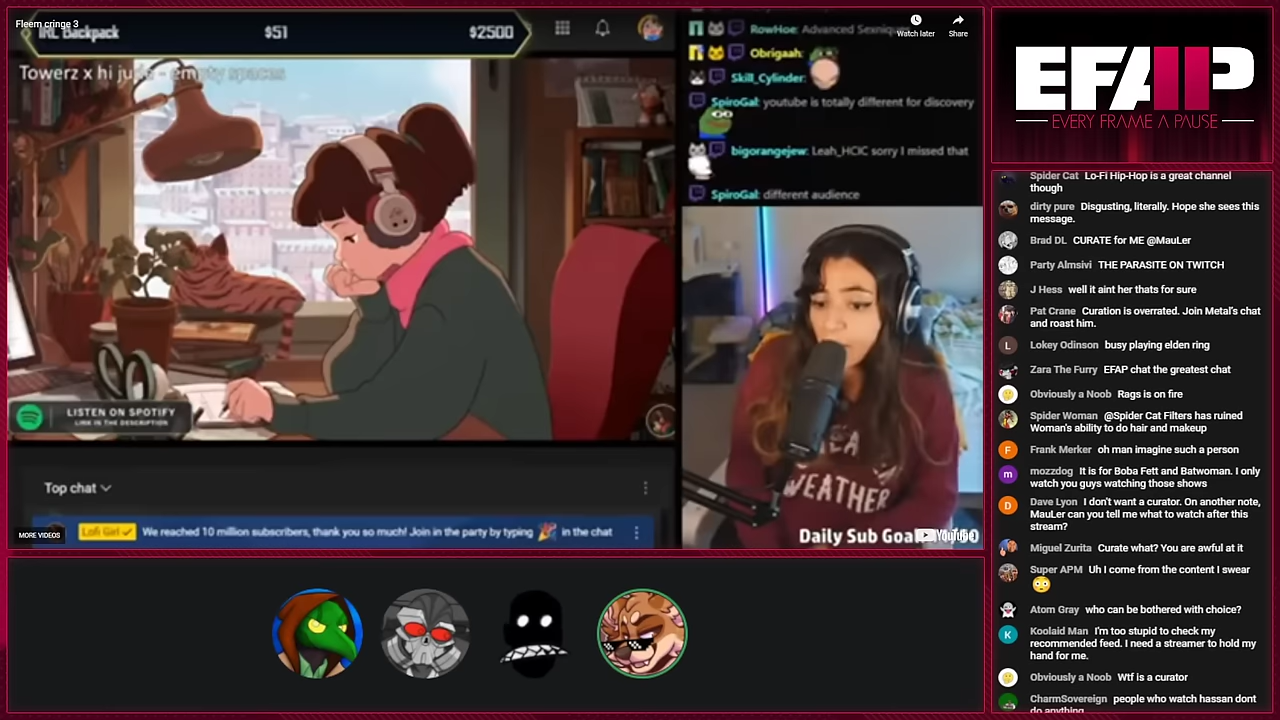 Fleem cringe 3
IRL Backpack
$51
$2500
Watch later
Share
Towerz x hi jude - empty spaces
LISTEN ON SPOTIFY
LINK IN THE DESCRIPTION
Top chat
Lofi Girl
We reached 10 million subscribers, thank you so much! Join in the party by typing
in the chat
MORE VIDEOS
RowHoe: Advanced
Obrigaah:
Skill_Cylinder:
SpiroGal: youtube is totally different for discovery
bigorangejew: Leah_HCIC sorry I missed that
SpiroGal: different audience
WEATHER
Daily Sub Goal
YouTube
EFAP
EVERY FRAME A PAUSE
Spider Cat Lo-Fi Hip-Hop is a great channel
though
dirty pure Disgusting, literally. Hope she sees this
message.
Brad DL CURATE for ME @MauLer
Party Almsivi THE PARASITE ON TWITCH
J Hess well it aint her thats for sure
Pat Crane Curation is overrated. Join Metal's chat
and roast him.
L
Lokey Odinson busy playing elden ring
Zara The Furry EFAP chat the greatest chat
Obviously a Noob Rags is on fire
Spider Woman @Spider Cat Filters has ruined
Woman's ability to do hair and makeup
F
Frank Merker oh man imagine such a person
m
mozzdog It is for Boba Fett and Batwoman. I only
watch you guys watching those shows
D
Dave Lyon I don't want a curator. On another note,
MauLer can you tell me what to watch after this
stream?
Miguel Zurita Curate what? You are awful at it
Super APM Uh I come from the content I swear
Atom Gray who can be bothered with choice?
K
Koolaid Man I'm too stupid to check my
recommended feed. I need a streamer to hold my
hand for me.
Obviously a Noob Wtf is a curator
CharmSovereign people who watch hassan dont
do anything